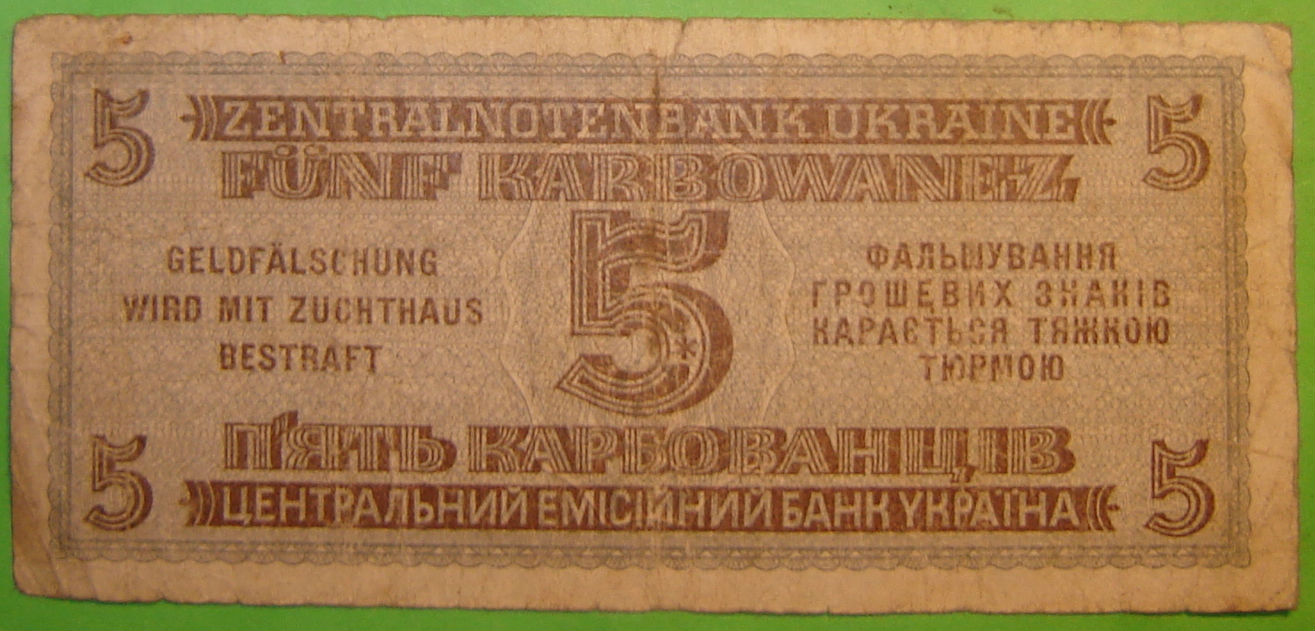 5 ZENTRALNOTENBANK UKRAINE 5
FÜNF KARBOWANEZ
GELDFÄLSCHUNG
WIRD MIT ZUCHTHAUS
BESTRAFT
5
ФАЛЬШУВАННЯ
ГРОШЕВИХ ЗНАКІВ
КАРАЄТЬСЯ ТЯЖКОЮ
ТЮРМОЮ
П'ЯТЬ КАРБОВАНЦІВ
5 ЦЕНТРАЛЬНИЙ ЕМІСІЙНИЙ БАНК УКРАЇНА 5